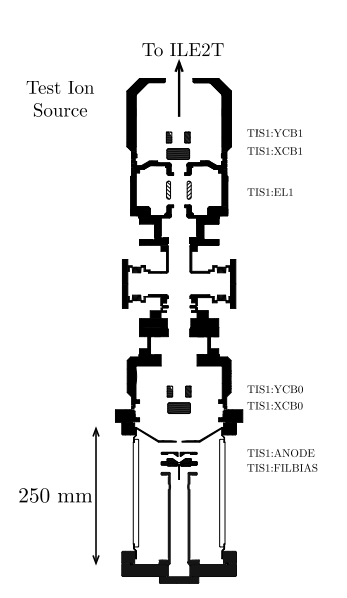 To ILE2T
Test Ion
Source
TIS1:YCB1
TIS1:XCB1
TIS1:EL1
TIS1:YCB0
TIS1:XCB0
TIS1:ANODE
TIS1:FILBIAS
250 mm